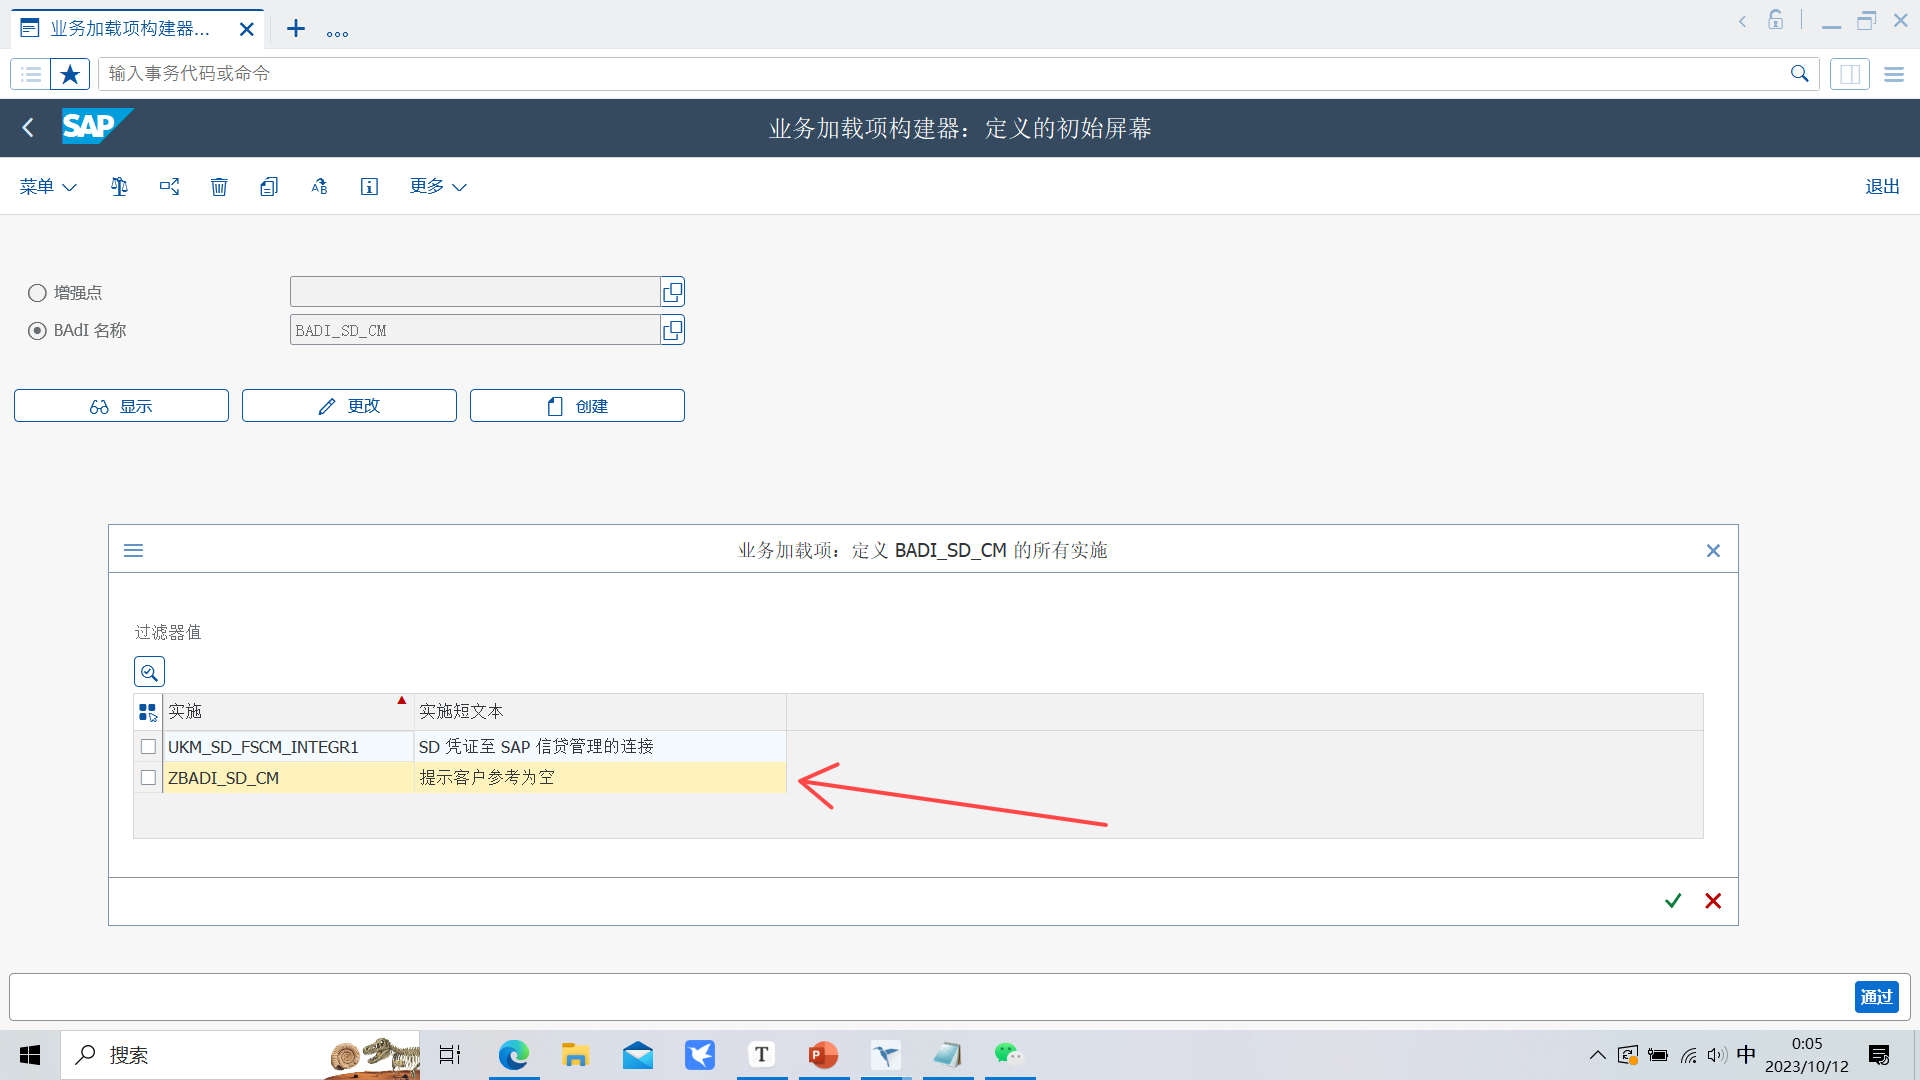 业务加载项构建器...
输入事务代码或命令
SAP
业务加载项构建器：定义的初始屏幕
菜单
更多
退出
增强点
BAdI 名称
BADI_SD_CM
显示
更改
创建
业务加载项：定义 BADI_SD_CM 的所有实施
过滤器值
实施
实施短文本
UKM_SD_FSCM_INTEGR1
SD 凭证至 SAP 信贷管理的连接
ZBADI_SD_CM
提示客户参考为空
通过
搜索
中
0:05
2023/10/12